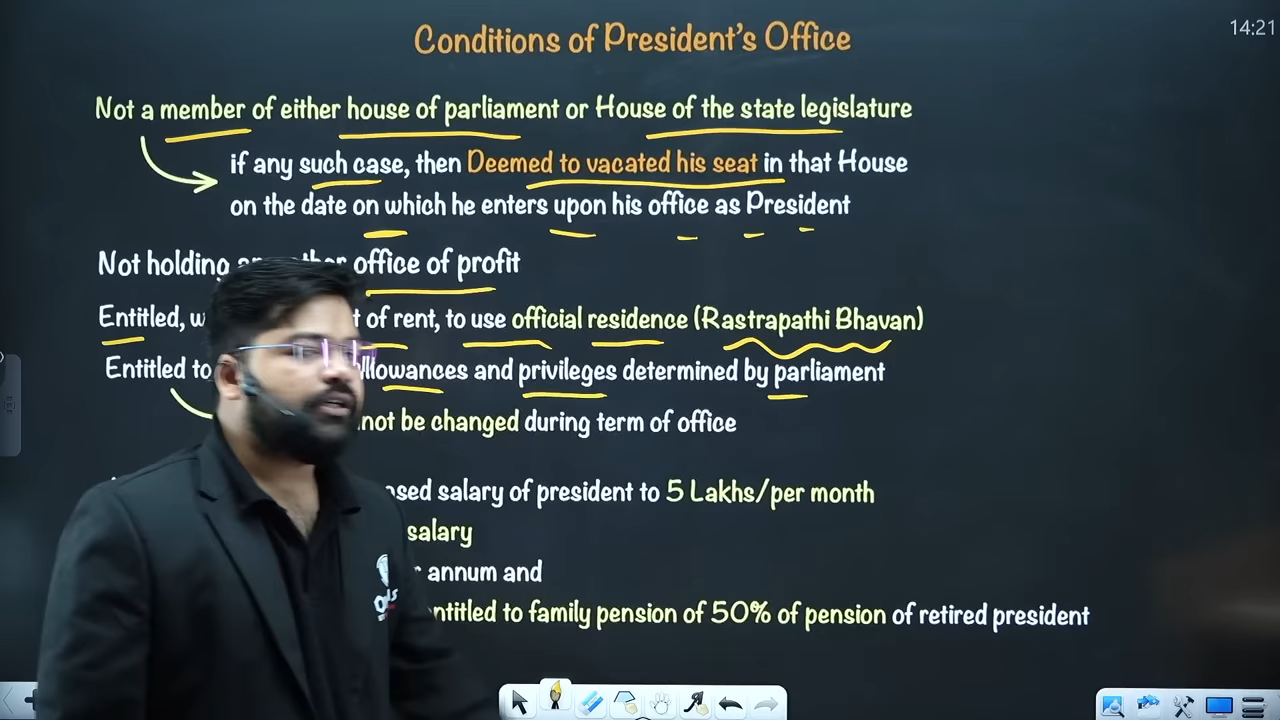 Conditions of President's Office
14:21
Not a member of either house of parliament or House of the state legislature
if any such case, then Deemed to vacated his seat in that House
on the date on which he enters upon his office as President
Not holding other office of profit
Entitled, of rent, to use official residence (Rastrapathi Bhavan)
Entitled to and privileges determined by parliament
not be changed during term of office
salary of president to 5 Lakhs/per month
salary
annum and
to family pension of 50% of pension of retired president